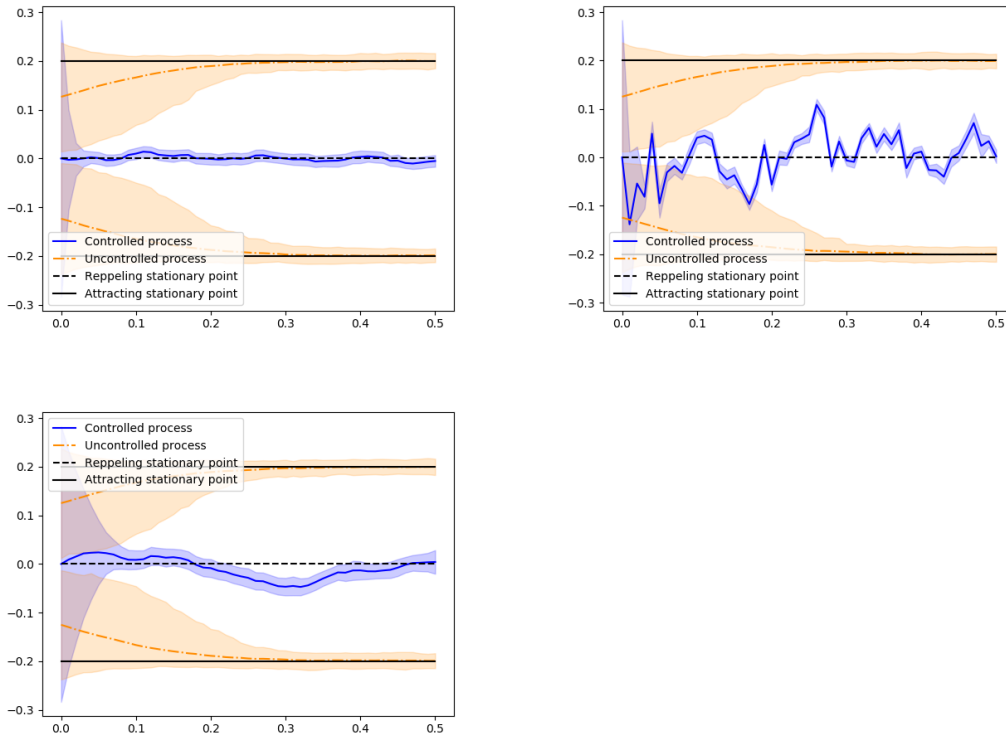 0.3
0.2
0.1
0.0
−0.1
−0.2
−0.3
Controlled process
Uncontrolled process
Reppeling stationary point
Attracting stationary point
0.0 0.1 0.2 0.3 0.4 0.5
0.3
0.2
0.1
0.0
−0.1
−0.2
−0.3
Controlled process
Uncontrolled process
Reppeling stationary point
Attracting stationary point
0.0 0.1 0.2 0.3 0.4 0.5
0.3
0.2
0.1
0.0
−0.1
−0.2
−0.3
Controlled process
Uncontrolled process
Reppeling stationary point
Attracting stationary point
0.0 0.1 0.2 0.3 0.4 0.5